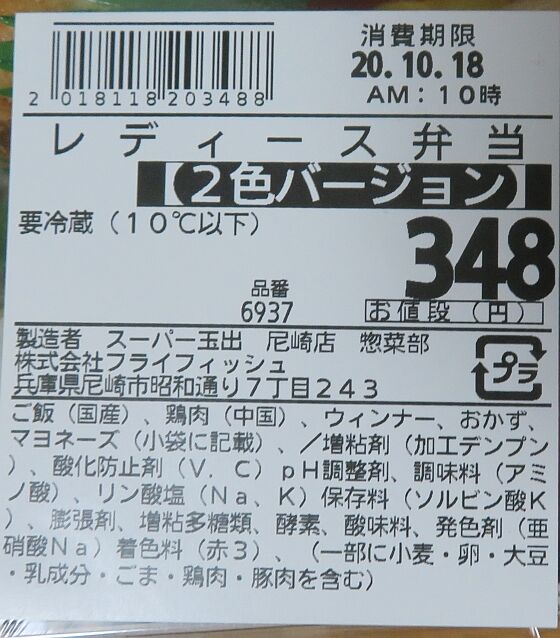 消費期限
20.10.18
AM：10時
2 018118 203488
レディース弁当
（2色バージョン）
要冷蔵（10℃以下）
348
品番
6937
お値段（円）
製造者　スーパー玉出　尼崎店　惣菜部
株式会社フライフィッシュ
兵庫県尼崎市昭和通り7丁目243
プラ
ご飯（国産）、鶏肉（中国）、ウィンナー、おかず、
マヨネーズ（小袋に記載）、／増粘剤（加工デンプン
）、酸化防止剤（V．C）pH調整剤、調味料（アミ
ノ酸）、リン酸塩（Na、K）保存料（ソルビン酸K
）、膨張剤、増粘多糖類、酵素、酸味料、発色剤（亜
硝酸Na）着色料（赤3）、（一部に小麦・卵・大豆
・乳成分・ごま・鶏肉・豚肉を含む）